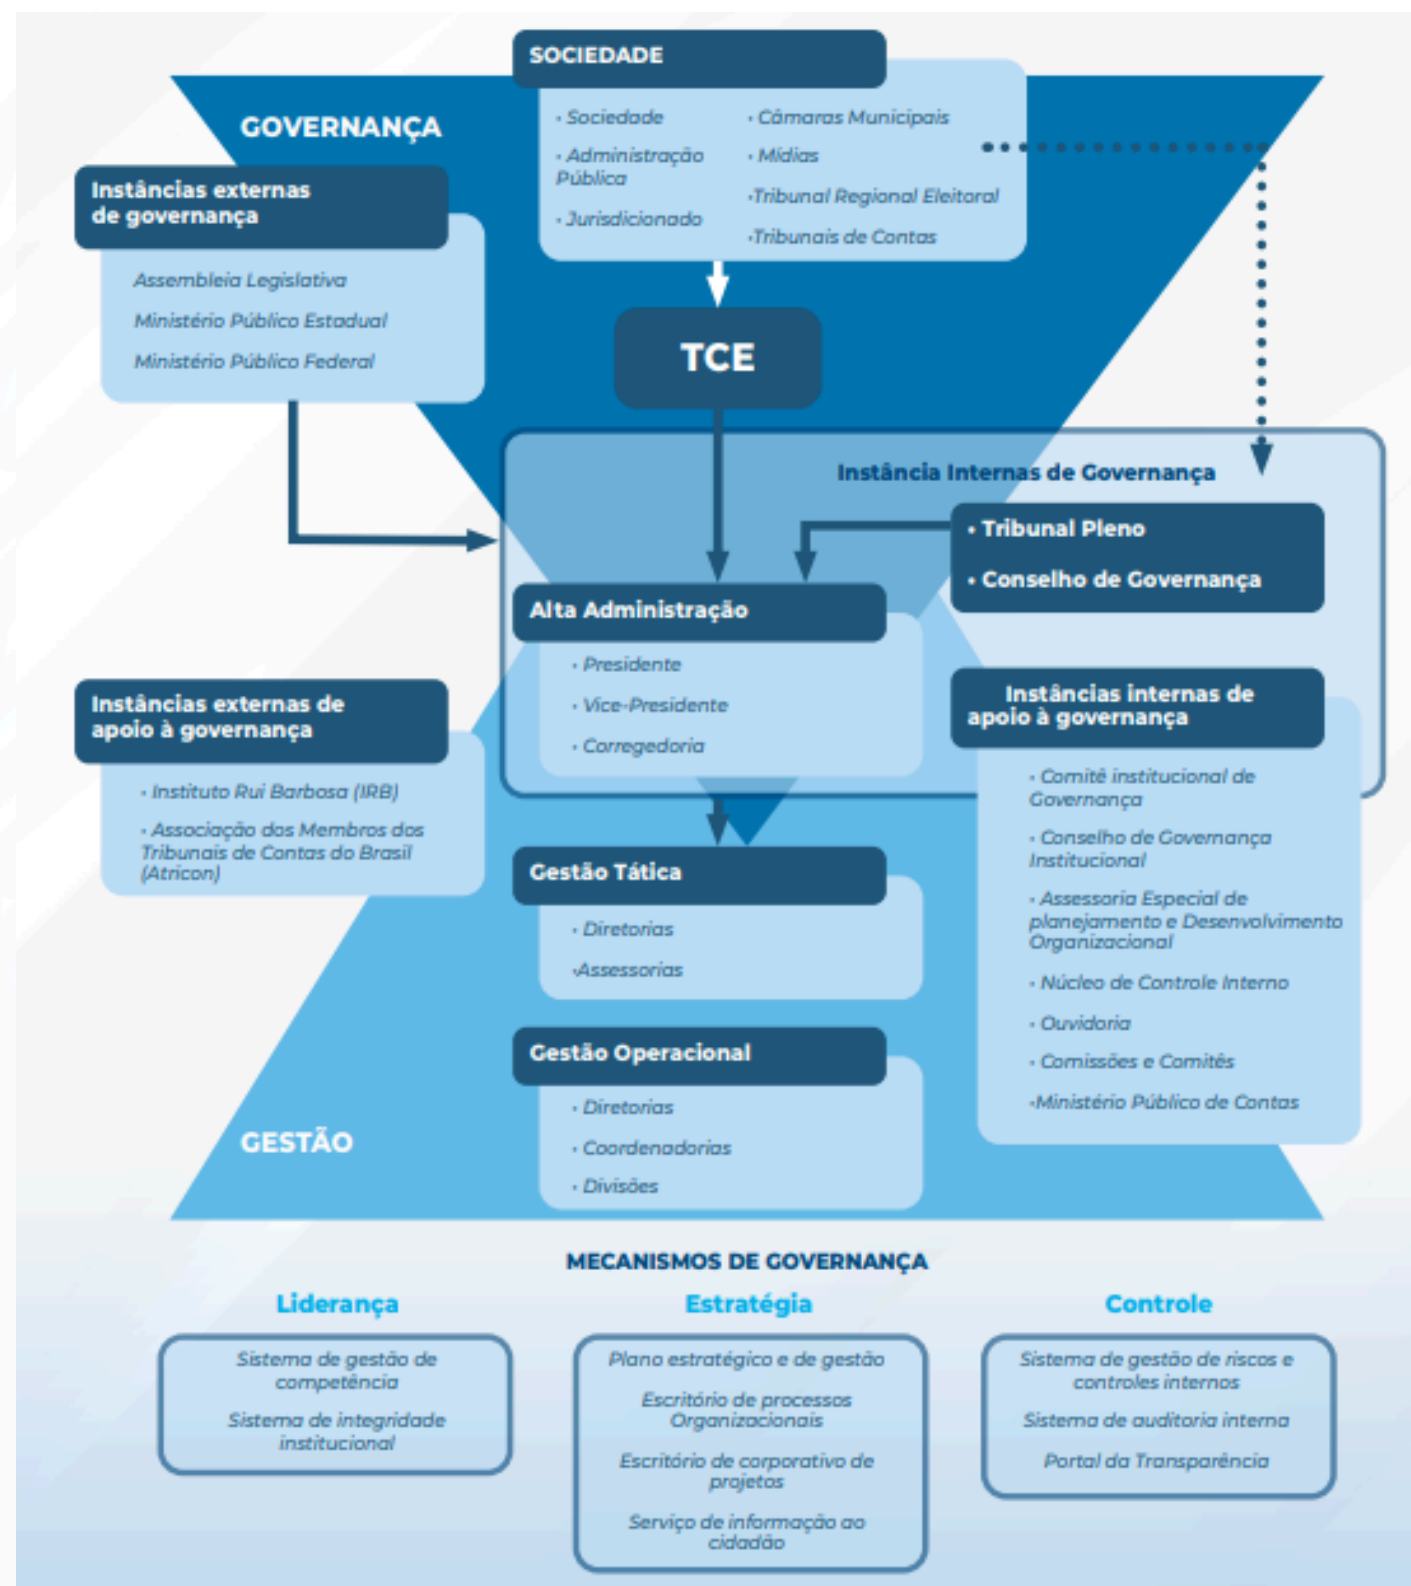 SOCIEDADE
GOVERNANÇA
• Sociedade
• Administração
Pública
• Jurisdicionado
• Câmaras Municipais
• Mídias
•Tribunal Regional Eleitoral
•Tribunais de Contas
Instâncias externas
de governança
Assembleia Legislativa
Ministério Público Estadual
Ministério Público Federal
TCE
Instância Internas de Governança
• Tribunal Pleno
• Conselho de Governança
Alta Administração
• Presidente
• Vice-Presidente
• Corregedoria
Instâncias externas de
apoio à governança
• Instituto Rui Barbosa (IRB)
• Associação dos Membros dos
Tribunais de Contas do Brasil
(Atricon)
Instâncias internas de
apoio à governança
• Comitê institucional de
Governança
• Conselho de Governança
Institucional
• Assessoria Especial de
planejamento e Desenvolvimento
Organizacional
• Núcleo de Controle Interno
• Ouvidoria
• Comissões e Comitês
•Ministério Público de Contas
Gestão Tática
• Diretorias
•Assessorias
Gestão Operacional
• Diretorias
• Coordenadorias
• Divisões
GESTÃO
MECANISMOS DE GOVERNANÇA
Liderança
Sistema de gestão de
competência
Sistema de integridade
institucional
Estratégia
Plano estratégico e de gestão
Escritório de processos
Organizacionais
Escritório de corporativo de
projetos
Serviço de informação ao
cidadão
Controle
Sistema de gestão de riscos e
controles internos
Sistema de auditoria interna
Portal da Transparência